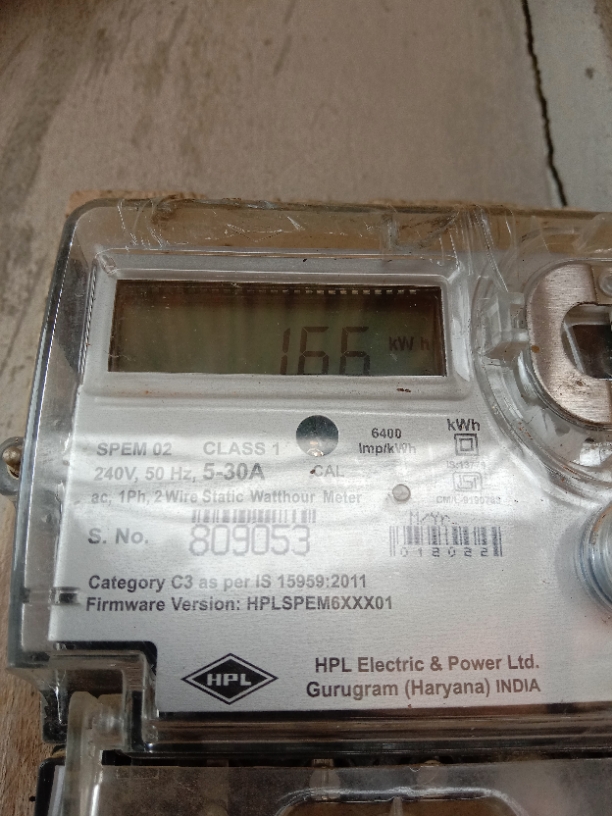 166 kWh
SPEM 02 CLASS 1
6400
Imp/kWh
kWh
240V, 50 Hz, 5-30A
CAL
ac, 1Ph, 2 Wire Static Watthour Meter
M/Yr.
S. No. 809053
012022
Category C3 as per IS 15959:2011
Firmware Version: HPLSPEM6XXX01
HPL
HPL Electric & Power Ltd.
Gurugram (Haryana) INDIA